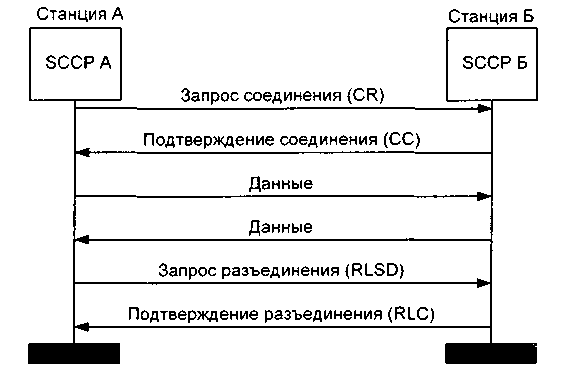 Станция А
Станция Б
SCCP А
SCCP Б
Запрос соединения (CR)
Подтверждение соединения (CC)
Данные
Данные
Запрос разъединения (RLSD)
Подтверждение разъединения (RLC)